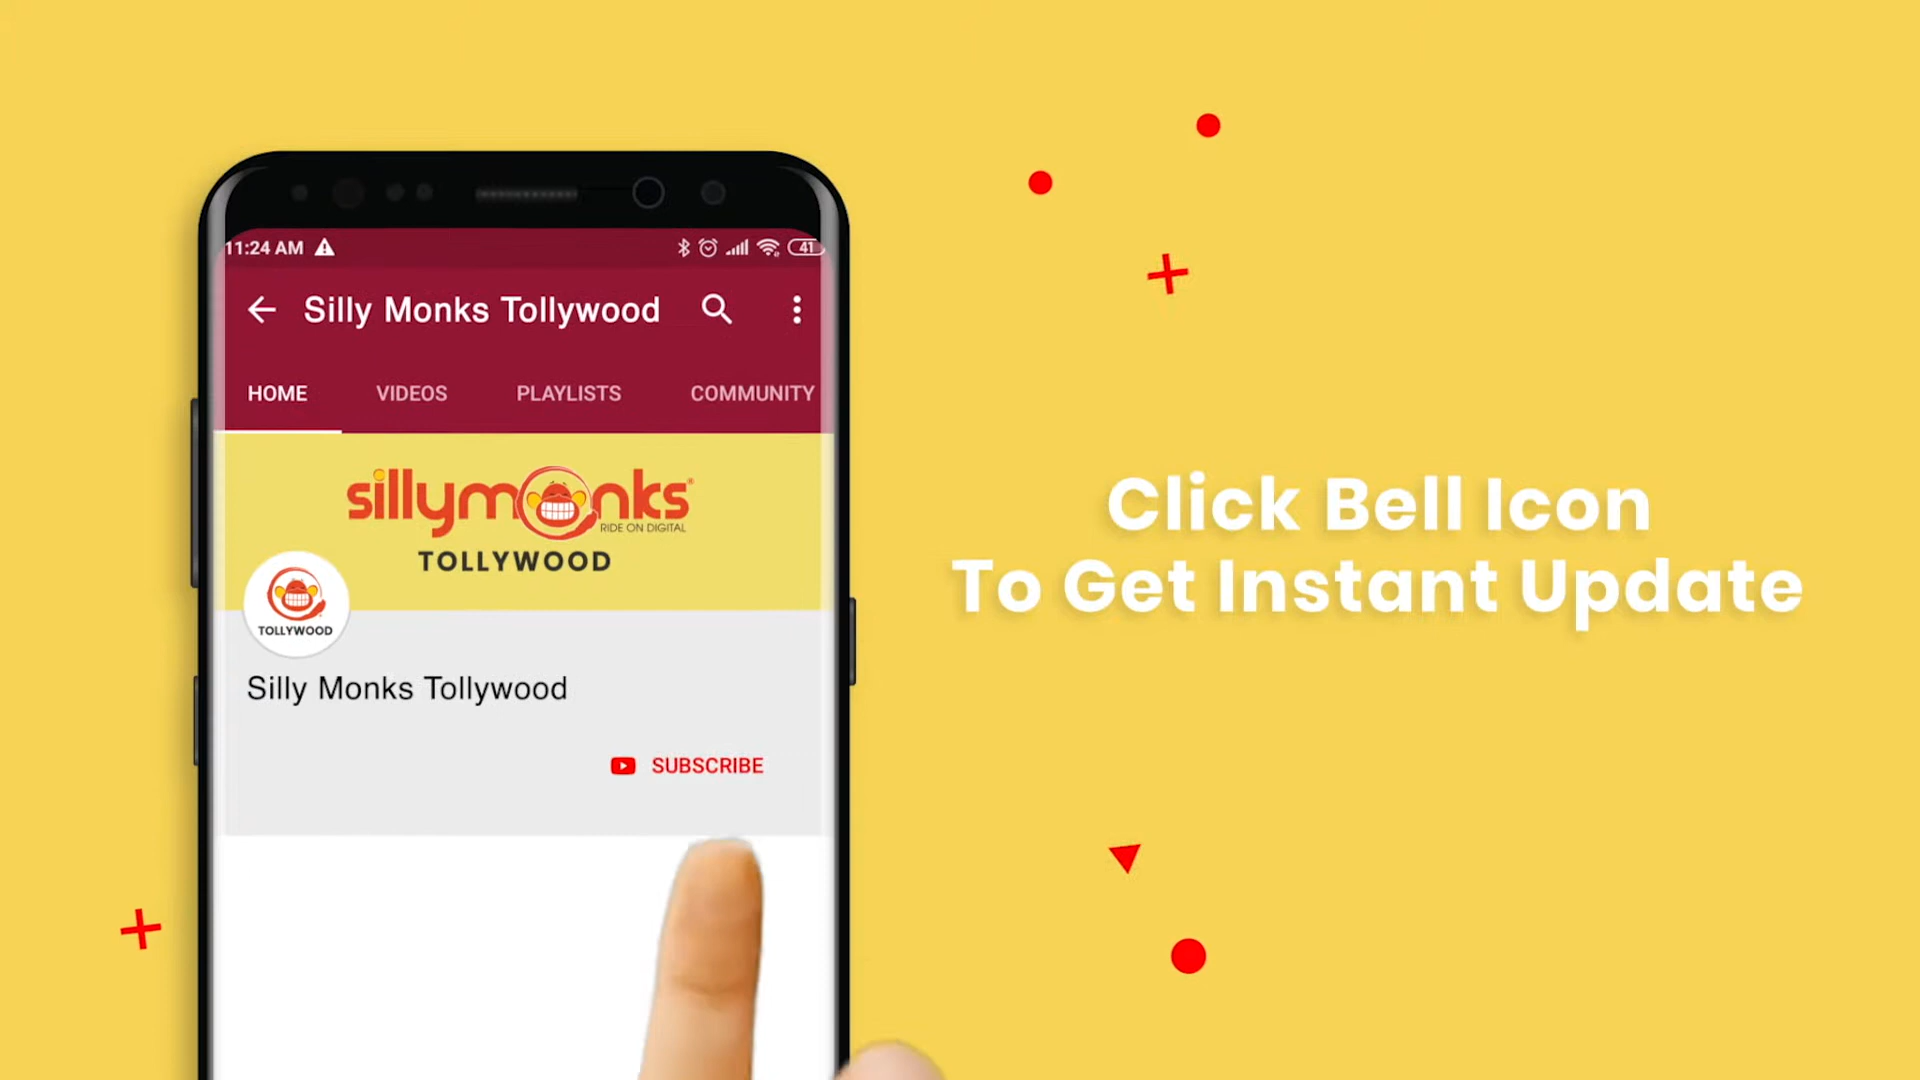 11:24 AM
41
Silly Monks Tollywood
HOME VIDEOS PLAYLISTS COMMUNITY
sillymonks®
RIDE ON DIGITAL
TOLLYWOOD
TOLLYWOOD
Silly Monks Tollywood
SUBSCRIBE
Click Bell Icon
To Get Instant Update